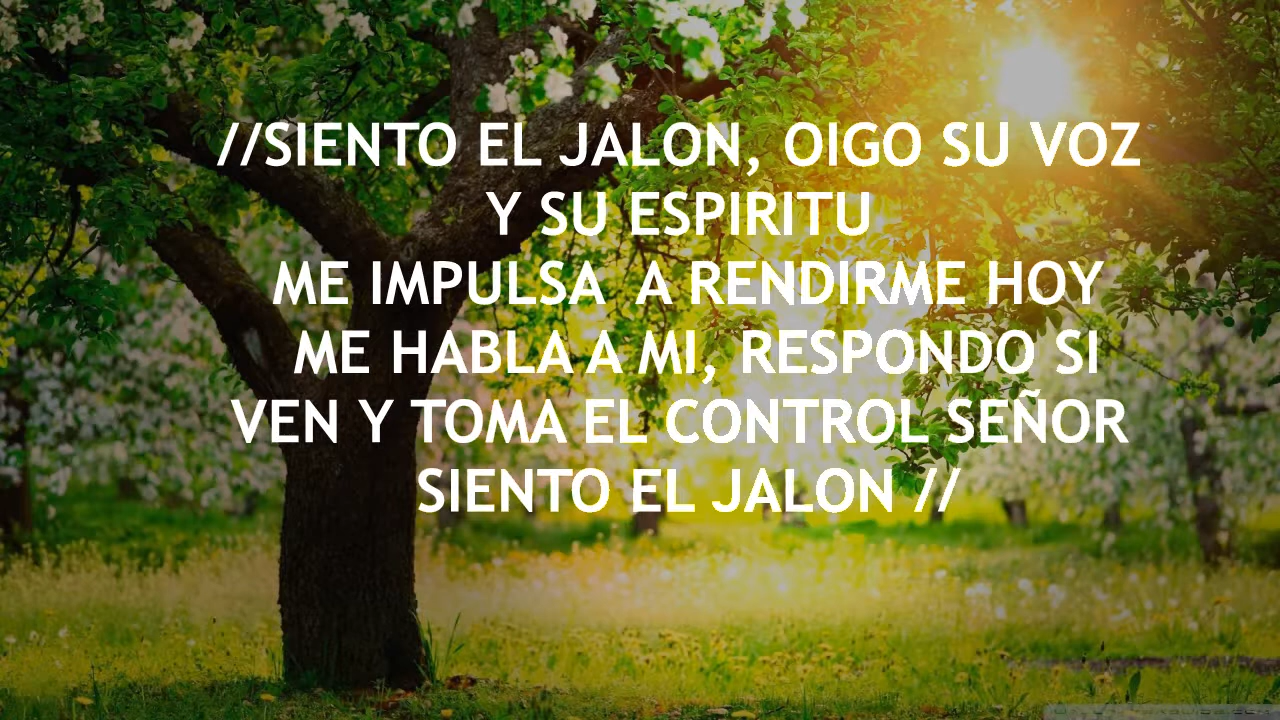 //SIENTO EL JALON, OIGO SU VOZ
Y SU ESPIRITU
ME IMPULSA  A RENDIRME HOY
ME HABLA A MI, RESPONDO SI
VEN Y TOMA EL CONTROL SEÑOR
SIENTO EL JALON //